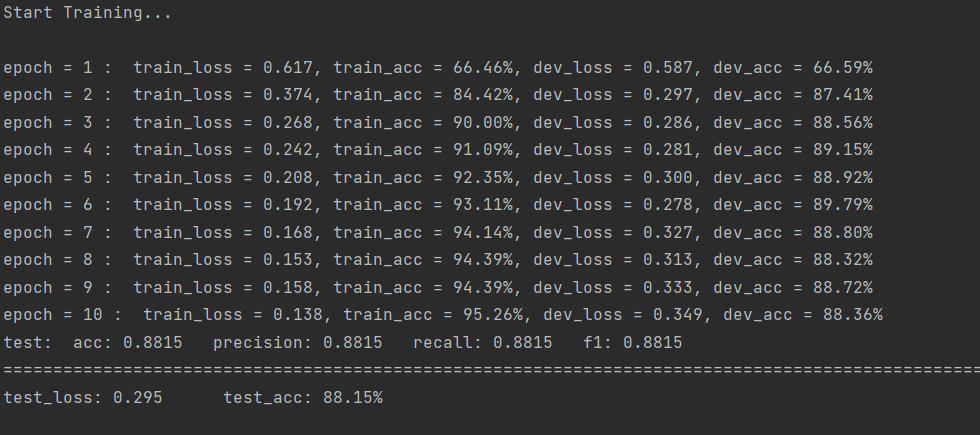 Start Training...
epoch = 1 :  train_loss = 0.617, train_acc = 66.46%, dev_loss = 0.587, dev_acc = 66.59%
epoch = 2 :  train_loss = 0.374, train_acc = 84.42%, dev_loss = 0.297, dev_acc = 87.41%
epoch = 3 :  train_loss = 0.268, train_acc = 90.00%, dev_loss = 0.286, dev_acc = 88.56%
epoch = 4 :  train_loss = 0.242, train_acc = 91.09%, dev_loss = 0.281, dev_acc = 89.15%
epoch = 5 :  train_loss = 0.208, train_acc = 92.35%, dev_loss = 0.300, dev_acc = 88.92%
epoch = 6 :  train_loss = 0.192, train_acc = 93.11%, dev_loss = 0.278, dev_acc = 89.79%
epoch = 7 :  train_loss = 0.168, train_acc = 94.14%, dev_loss = 0.327, dev_acc = 88.80%
epoch = 8 :  train_loss = 0.153, train_acc = 94.39%, dev_loss = 0.313, dev_acc = 88.32%
epoch = 9 :  train_loss = 0.158, train_acc = 94.39%, dev_loss = 0.333, dev_acc = 88.72%
epoch = 10 :  train_loss = 0.138, train_acc = 95.26%, dev_loss = 0.349, dev_acc = 88.36%
test:  acc: 0.8815   precision: 0.8815   recall: 0.8815   f1: 0.8815
==================================================================================================
test_loss: 0.295      test_acc: 88.15%